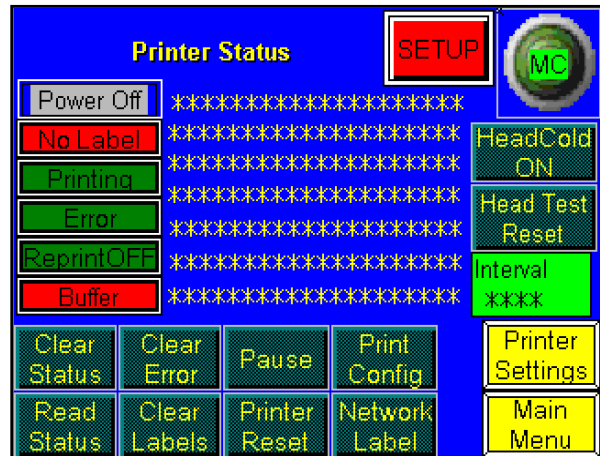 Printer Status
SETUP
MC
Power Off
********************
No Label
********************
HeadCold
ON
Printing
********************
********************
Head Test
Reset
Error
********************
ReprintOFF
********************
Interval
****
Buffer
********************
Clear
Status
Clear
Error
Pause
Print
Config
Printer
Settings
Read
Status
Clear
Labels
Printer
Reset
Network
Label
Main
Menu